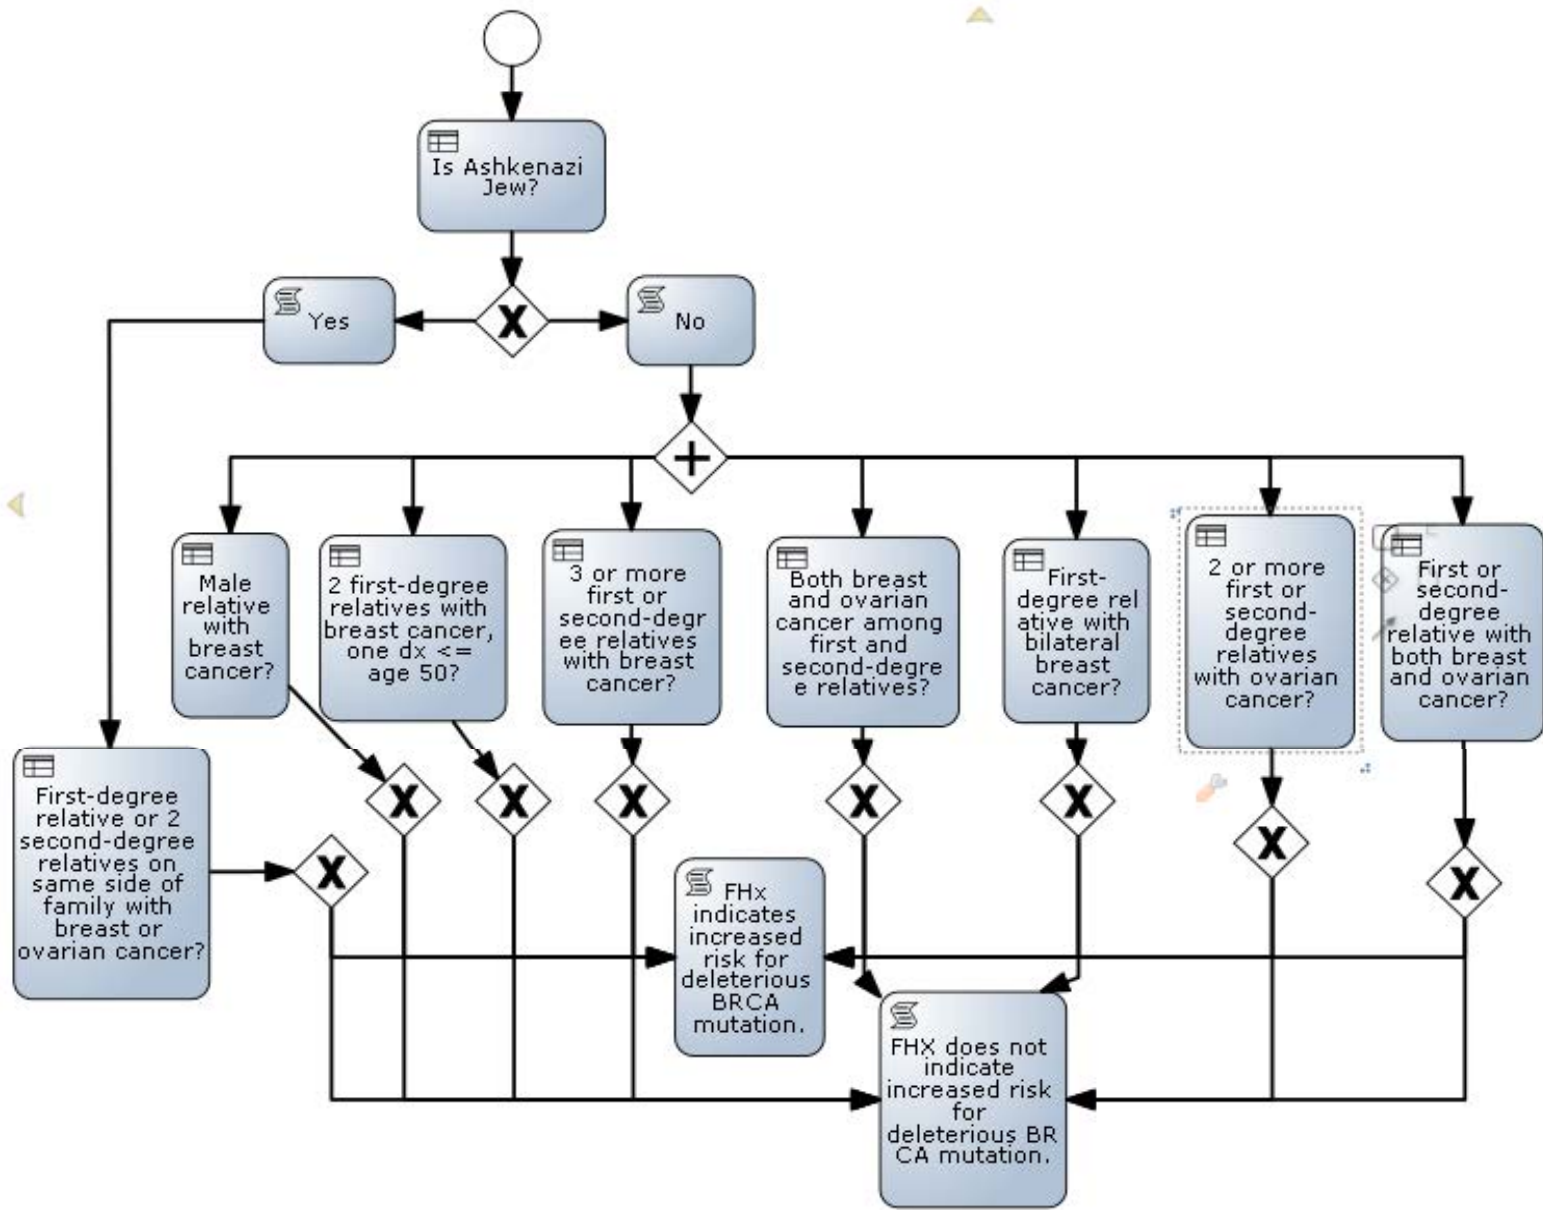 Is Ashkenazi
Jew?
Yes
No
Male
relative
with
breast
cancer?
2 first-degree
relatives with
breast cancer,
one dx <=
age 50?
3 or more
first or
second-degr
ee relatives
with breast
cancer?
Both breast
and ovarian
cancer among
first and
second-degre
e relatives?
First-
degree rel
ative with
bilateral
breast
cancer?
2 or more
first or
second-
degree
relatives
with ovarian
cancer?
First or
second-
degree
relative with
both breast
and ovarian
cancer?
First-degree
relative or 2
second-degree
relatives on
same side of
family with
breast or
ovarian cancer?
FHx
indicates
increased
risk for
deleterious
BRCA
mutation.
FHX does not
indicate
increased risk
for
deleterious BR
CA mutation.